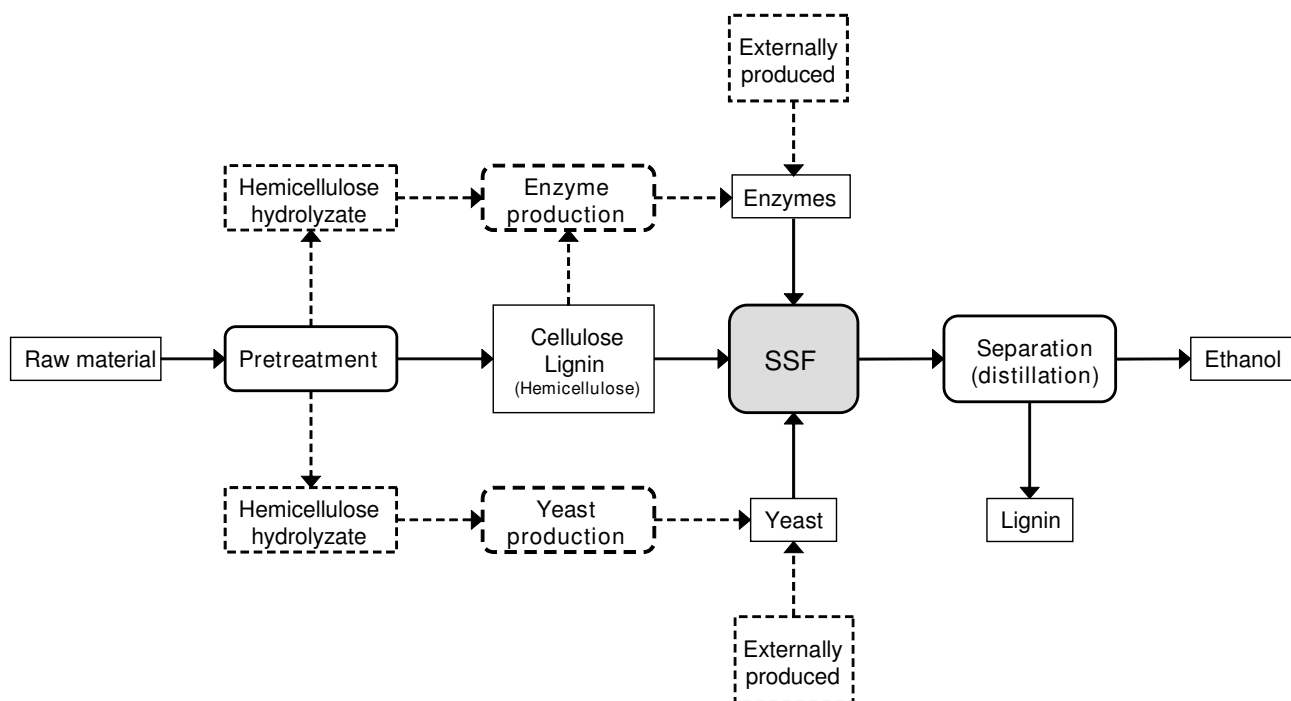 Externally
produced
Hemicellulose
hydrolyzate
Enzyme
production
Enzymes
Raw material
Pretreatment
Cellulose
Lignin
(Hemicellulose)
SSF
Separation
(distillation)
Ethanol
Hemicellulose
hydrolyzate
Yeast
production
Yeast
Lignin
Externally
produced